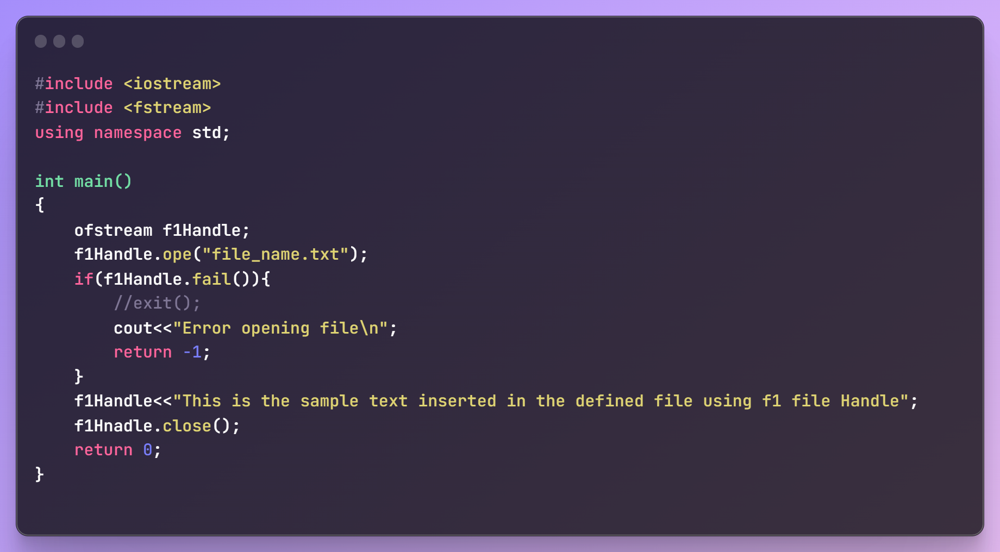 #include <iostream>
#include <fstream>
using namespace std;

int main()
{
    ofstream f1Handle;
    f1Handle.ope("file_name.txt");
    if(f1Handle.fail()){
        //exit();
        cout<<"Error opening file\n";
        return -1;
    }
    f1Handle<<"This is the sample text inserted in the defined file using f1 file Handle";
    f1Hnadle.close();
    return 0;
}